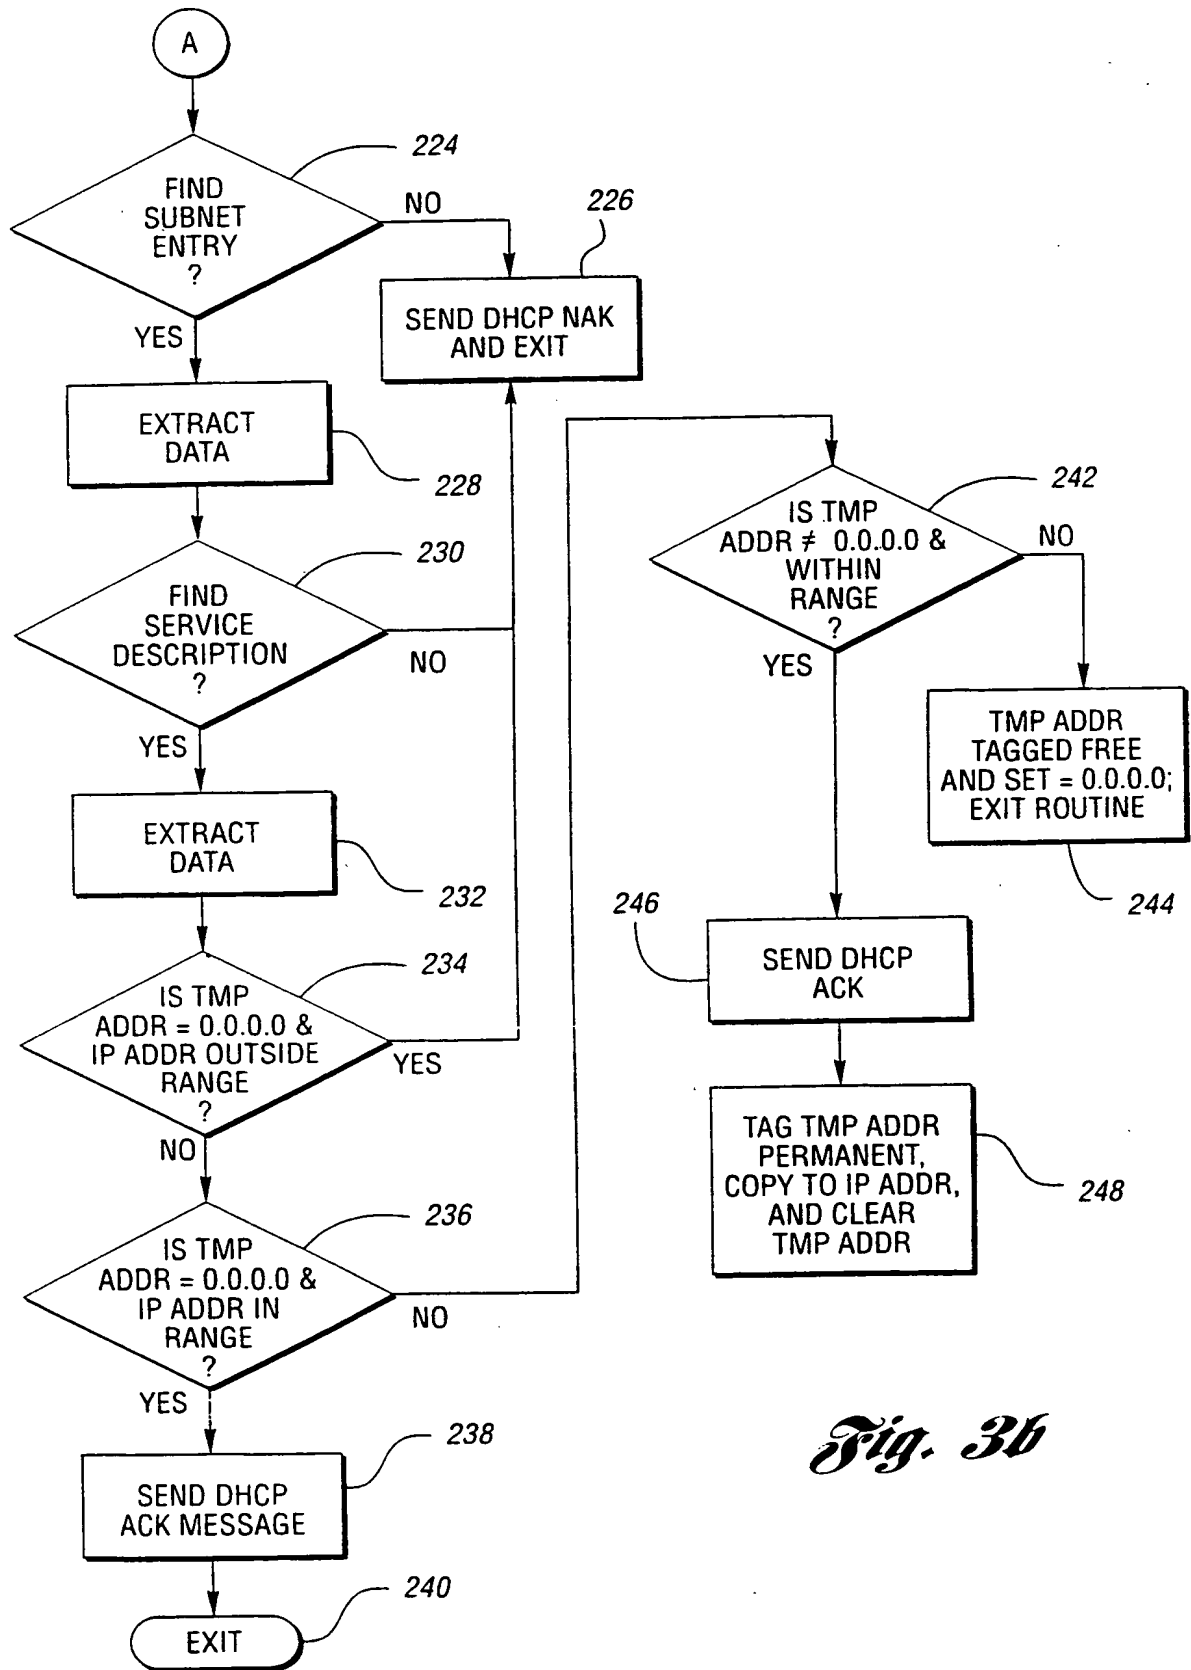 A
224
FIND
SUBNET
ENTRY
?
NO
YES
226
SEND DHCP NAK
AND EXIT
EXTRACT
DATA
228
230
FIND
SERVICE
DESCRIPTION
?
NO
YES
EXTRACT
DATA
232
234
IS TMP
ADDR = 0.0.0.0 &
IP ADDR OUTSIDE
RANGE
?
YES
NO
236
IS TMP
ADDR = 0.0.0.0 &
IP ADDR IN
RANGE
?
NO
YES
238
SEND DHCP
ACK MESSAGE
240
EXIT
242
IS TMP
ADDR ≠ 0.0.0.0 &
WITHIN
RANGE
?
NO
YES
TMP ADDR
TAGGED FREE
AND SET = 0.0.0.0;
EXIT ROUTINE
244
246
SEND DHCP
ACK
TAG TMP ADDR
PERMANENT,
COPY TO IP ADDR,
AND CLEAR
TMP ADDR
248
Fig. 3b